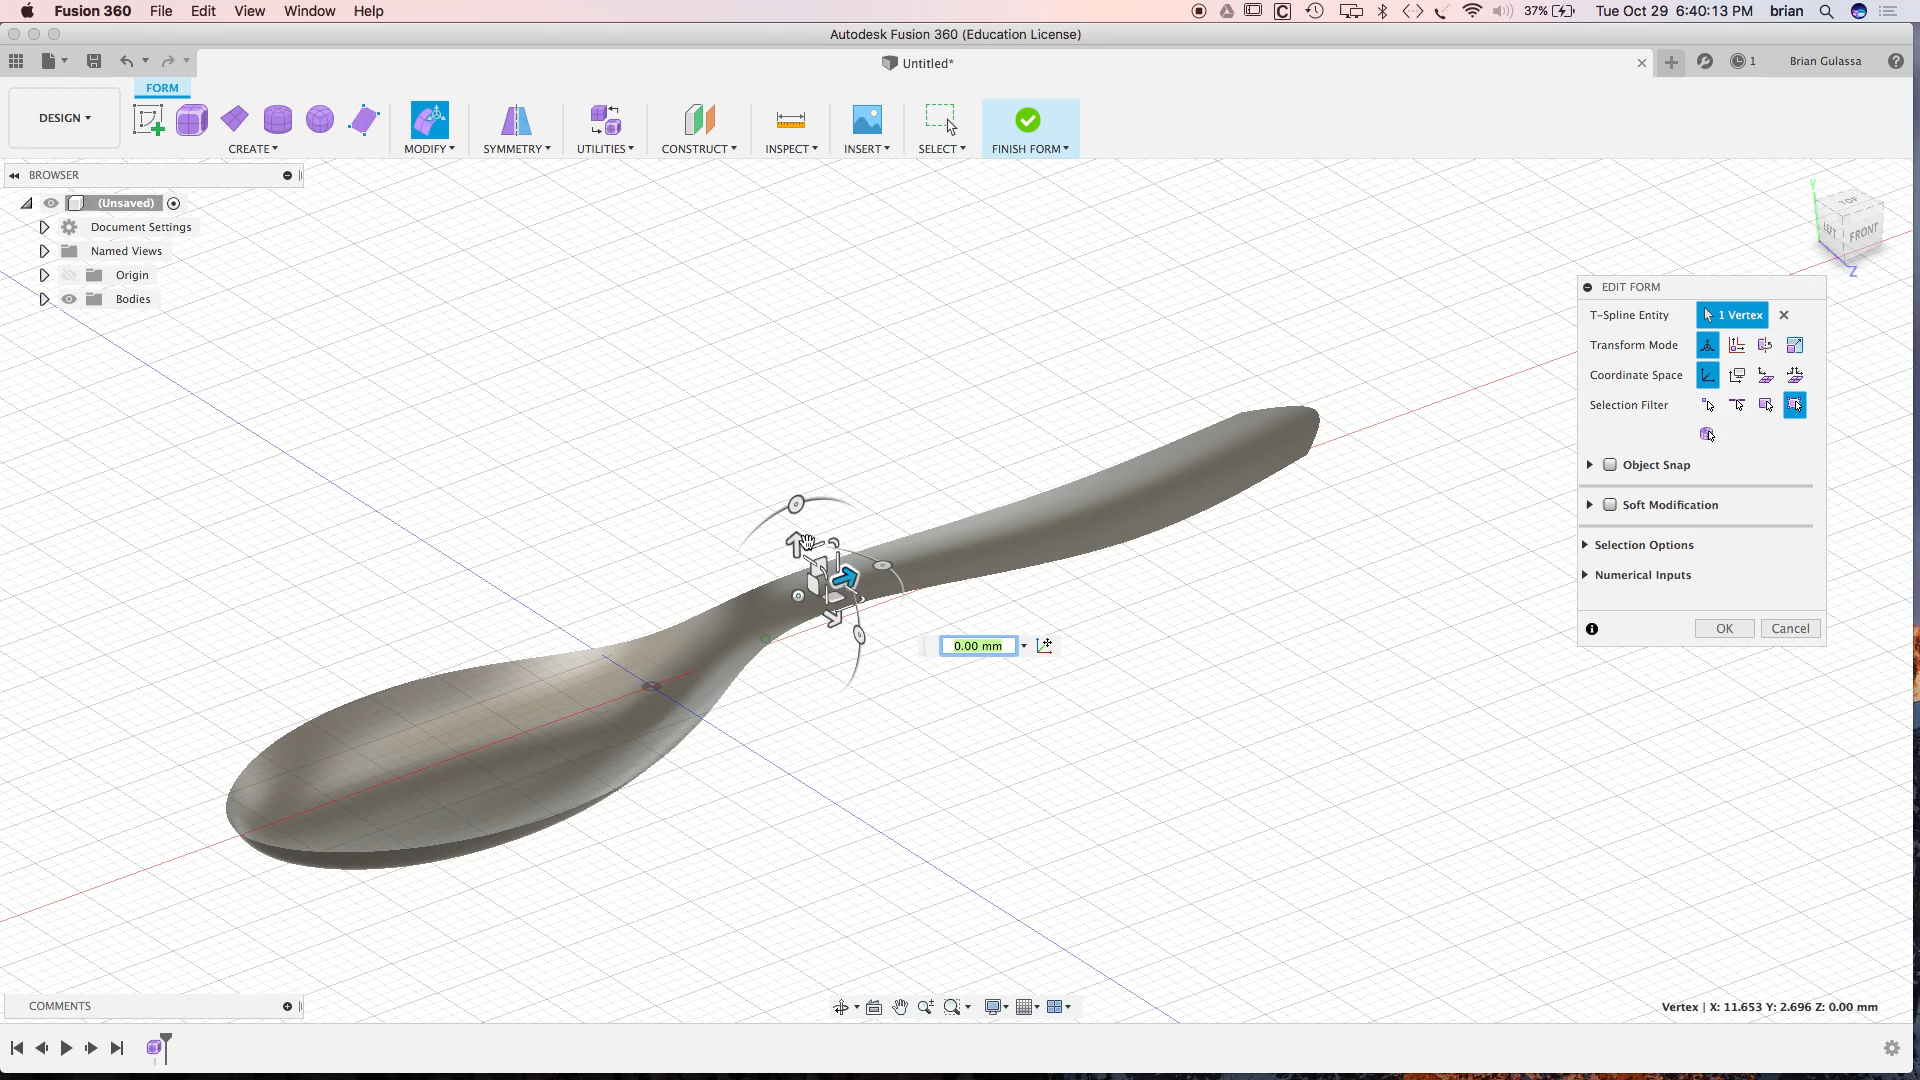 Fusion 360 File Edit View Window Help
37% Tue Oct 29 6:40:13 PM brian
Autodesk Fusion 360 (Education License)
Untitled*
1 Brian Gulassa
FORM
DESIGN
CREATE MODIFY SYMMETRY UTILITIES CONSTRUCT INSPECT INSERT SELECT FINISH FORM
BROWSER
(Unsaved)
Document Settings
Named Views
Origin
Bodies
Y
TOP
LEFT FRONT
Z
EDIT FORM
T-Spline Entity 1 Vertex
Transform Mode
Coordinate Space
Selection Filter
Object Snap
Soft Modification
Selection Options
Numerical Inputs
OK Cancel
0.00 mm
COMMENTS
Vertex | X: 11.653 Y: 2.696 Z: 0.00 mm